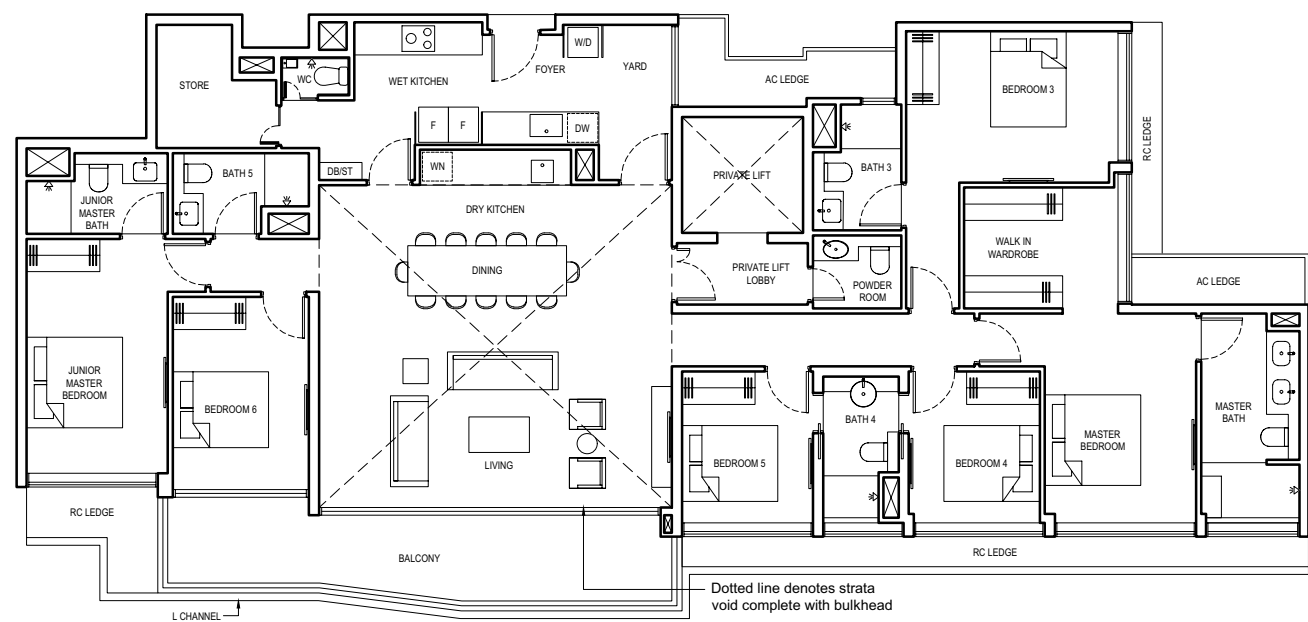 STORE
WC
WET KITCHEN
FOYER
W/D
YARD
AC LEDGE
BEDROOM 3
RC LEDGE
F
F
DW
DB/ST
WN
PRIVATE LIFT
BATH 3
BATH 5
JUNIOR
MASTER
BATH
DRY KITCHEN
DINING
PRIVATE LIFT
LOBBY
POWDER
ROOM
WALK IN
WARDROBE
AC LEDGE
JUNIOR
MASTER
BEDROOM
BEDROOM 6
LIVING
BEDROOM 5
BATH 4
BEDROOM 4
MASTER
BEDROOM
MASTER
BATH
RC LEDGE
BALCONY
RC LEDGE
Dotted line denotes strata
void complete with bulkhead
L CHANNEL